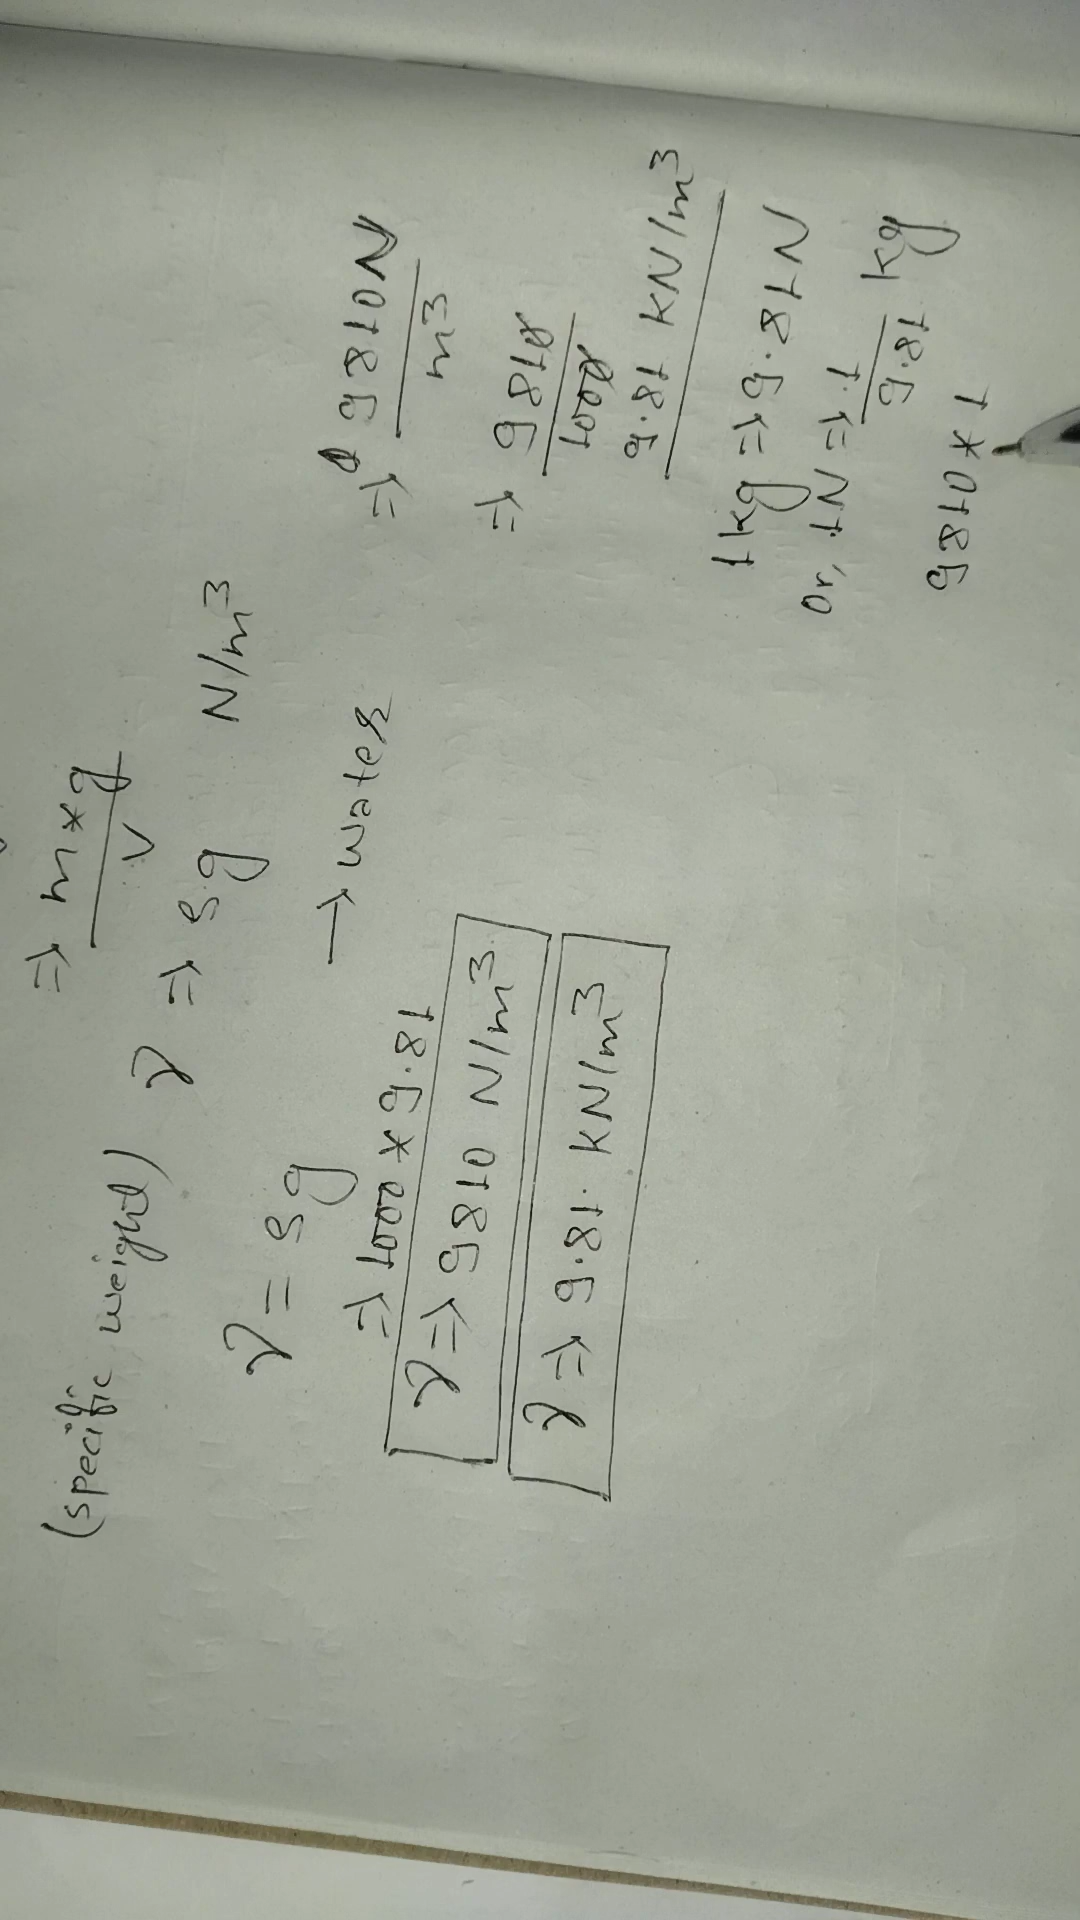 => m*g
V
(specific weight) γ => ρg N/m³
γ = ρg → water
=> 1000 * 9.81
γ => 9810 N/m³
γ => 9.81 KN/m³
=> 9810N
m³
=> 9810
1000
9.81 KN/m³
1kg => 9.81N
Or, 1N => 1 kg
9.81
9810 * 1